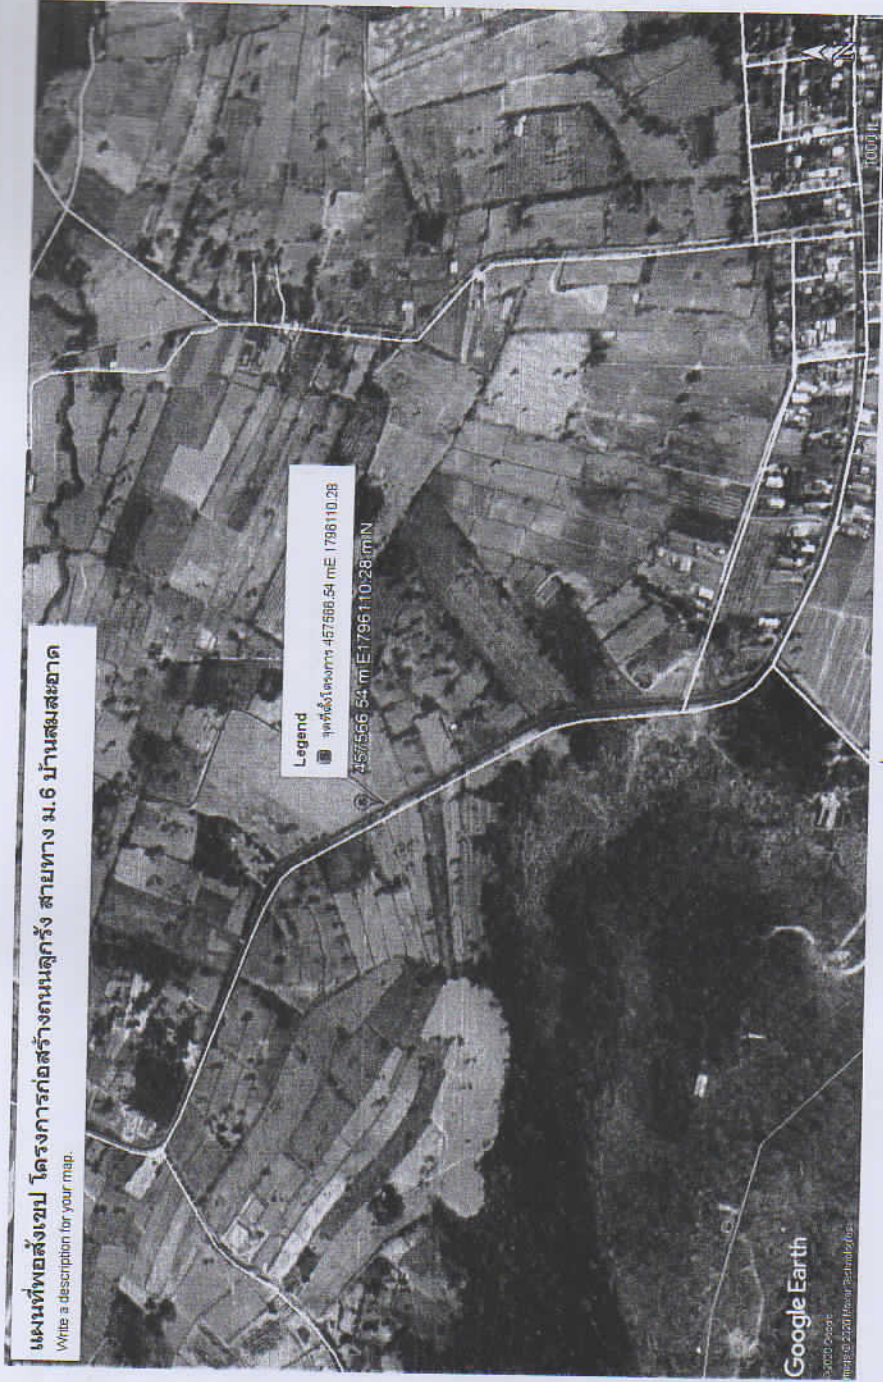 แผนที่พอสังเขป โครงการก่อสร้างถนนลูกรัง สายทาง ม.6 บ้านสมสะอาด
Write a description for your map.
Legend
จุดที่ตั้งโครงการ 457566.54 mE 1796110.28
457566.54 m E1796110.28 m N
N
Google Earth
1000 ft